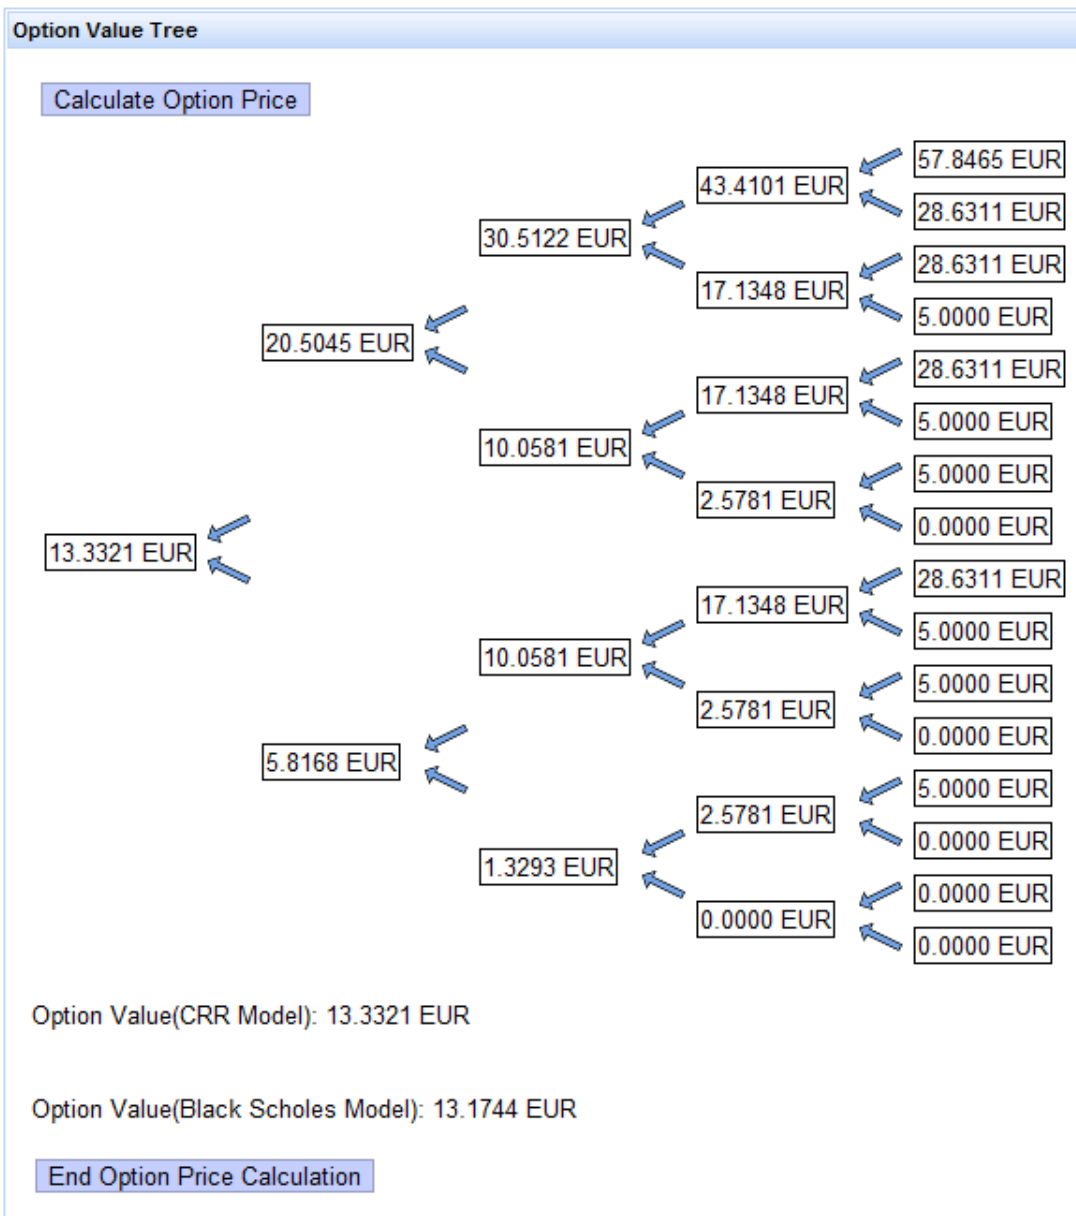 Option Value Tree
Calculate Option Price
57.8465 EUR
43.4101 EUR
28.6311 EUR
30.5122 EUR
28.6311 EUR
17.1348 EUR
5.0000 EUR
20.5045 EUR
28.6311 EUR
17.1348 EUR
5.0000 EUR
10.0581 EUR
5.0000 EUR
2.5781 EUR
0.0000 EUR
13.3321 EUR
28.6311 EUR
17.1348 EUR
5.0000 EUR
10.0581 EUR
5.0000 EUR
2.5781 EUR
0.0000 EUR
5.8168 EUR
5.0000 EUR
2.5781 EUR
0.0000 EUR
1.3293 EUR
0.0000 EUR
0.0000 EUR
0.0000 EUR
Option Value(CRR Model): 13.3321 EUR
Option Value(Black Scholes Model): 13.1744 EUR
End Option Price Calculation